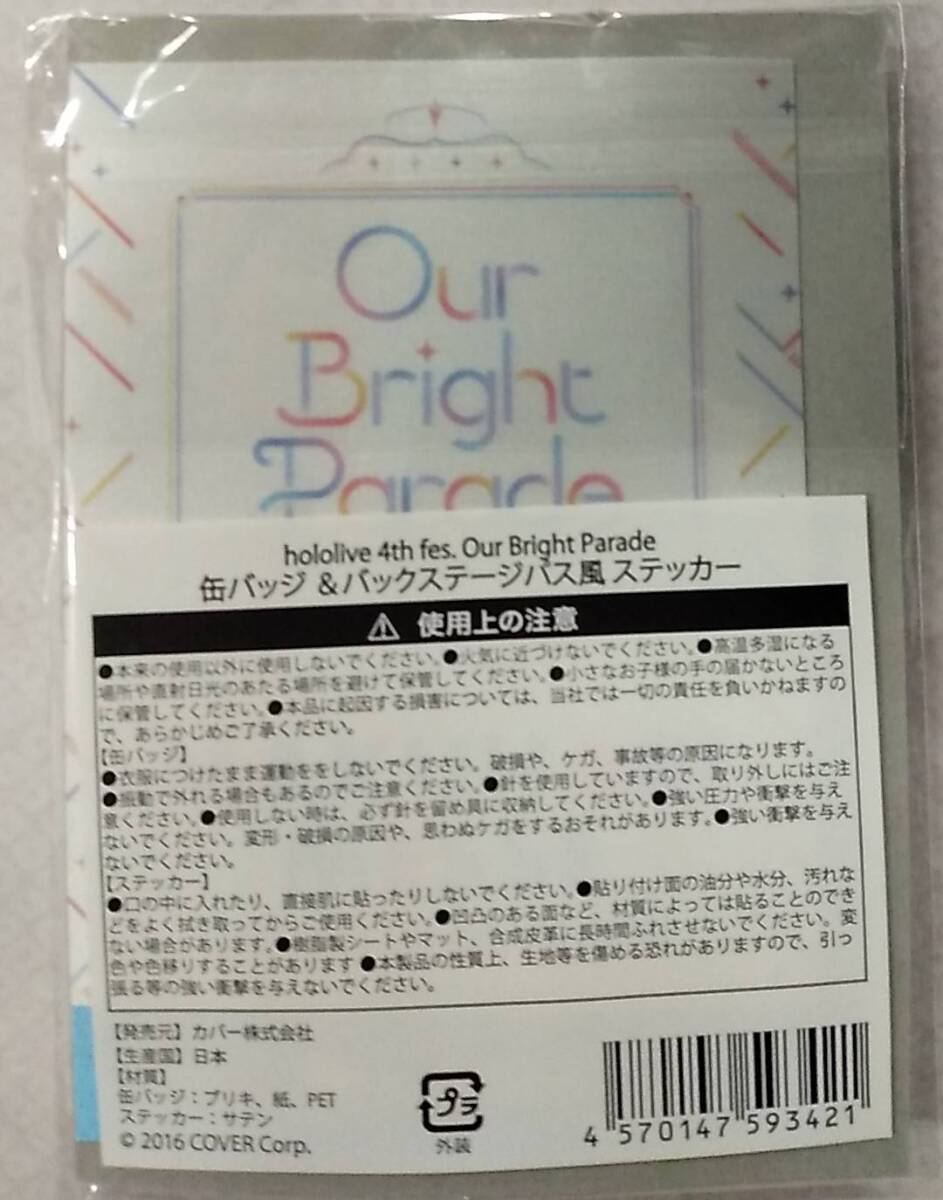 Our
Bright
Parade
hololive 4th fes. Our Bright Parade
缶バッジ &バックステージパス風 ステッカー
使用上の注意
●本来の使用以外に使用しないでください。●火気に近づけないでください。●高温多湿になる
場所や直射日光のあたる場所を避けて保管してください。●小さなお子様の手の届かないところ
に保管してください。●本品に起因する損害については、当社では一切の責任を負いかねますの
で、あらかじめご了承ください。
【缶バッジ】
●衣服につけたまま運動ををしないでください。破損や、ケガ、事故等の原因になります。
●振動で外れる場合もあるのでご注意ください。●針を使用していますので、取り外しにはご注
意ください。●使用しない時は、必ず針を留め具に収納してください。●強い圧力や衝撃を与え
ないでください。変形・破損の原因や、思わぬケガをするおそれがあります。●強い衝撃を与え
ないでください。
【ステッカー】
●口の中に入れたり、直接肌に貼ったりしないでください。●貼り付け面の油分や水分、汚れな
どをよく拭き取ってからご使用ください。●凹凸のある面など、材質によっては貼ることのでき
ない場合があります。●樹脂製シートやマット、合成皮革に長時間ふれさせないでください。変
色や色移りすることがあります ●本製品の性質上、生地等を傷める恐れがありますので、引っ
張る等の強い衝撃を与えないでください。
【発売元】カバー株式会社
【生産国】日本
【材質】
缶バッジ：ブリキ、紙、PET
ステッカー：サテン
© 2016 COVER Corp.
プラ
外装
4 570147 593421